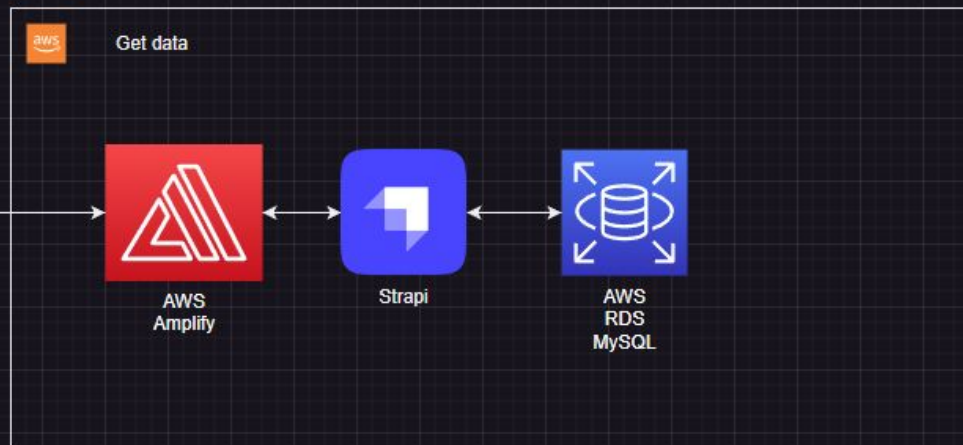 aws
Get data
AWS
Amplify
Strapi
AWS
RDS
MySQL